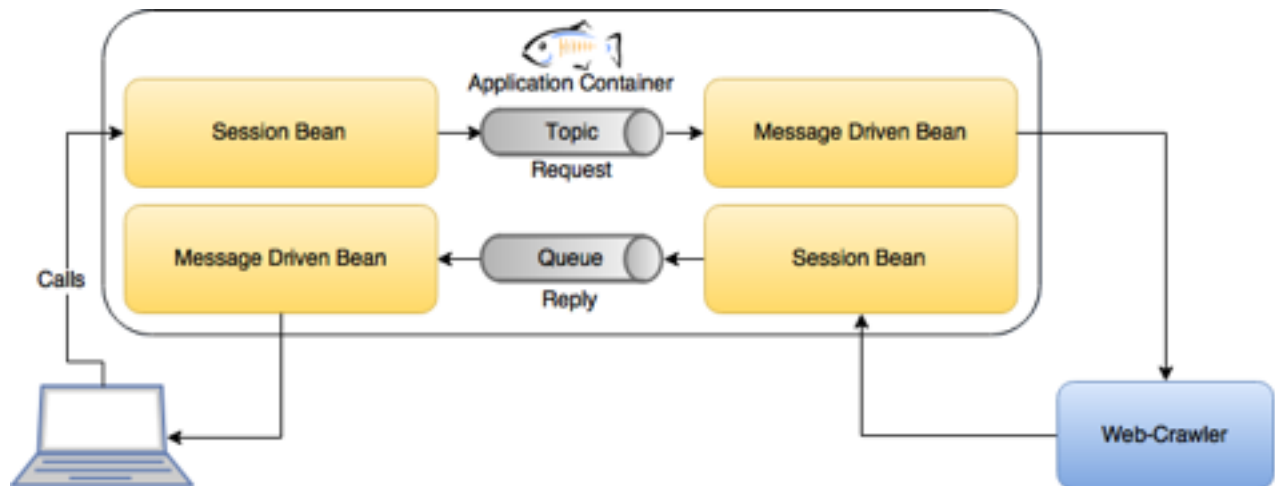 Application Container
Session Bean
Topic
Message Driven Bean
Request
Message Driven Bean
Queue
Session Bean
Calls
Reply
Web-Crawler